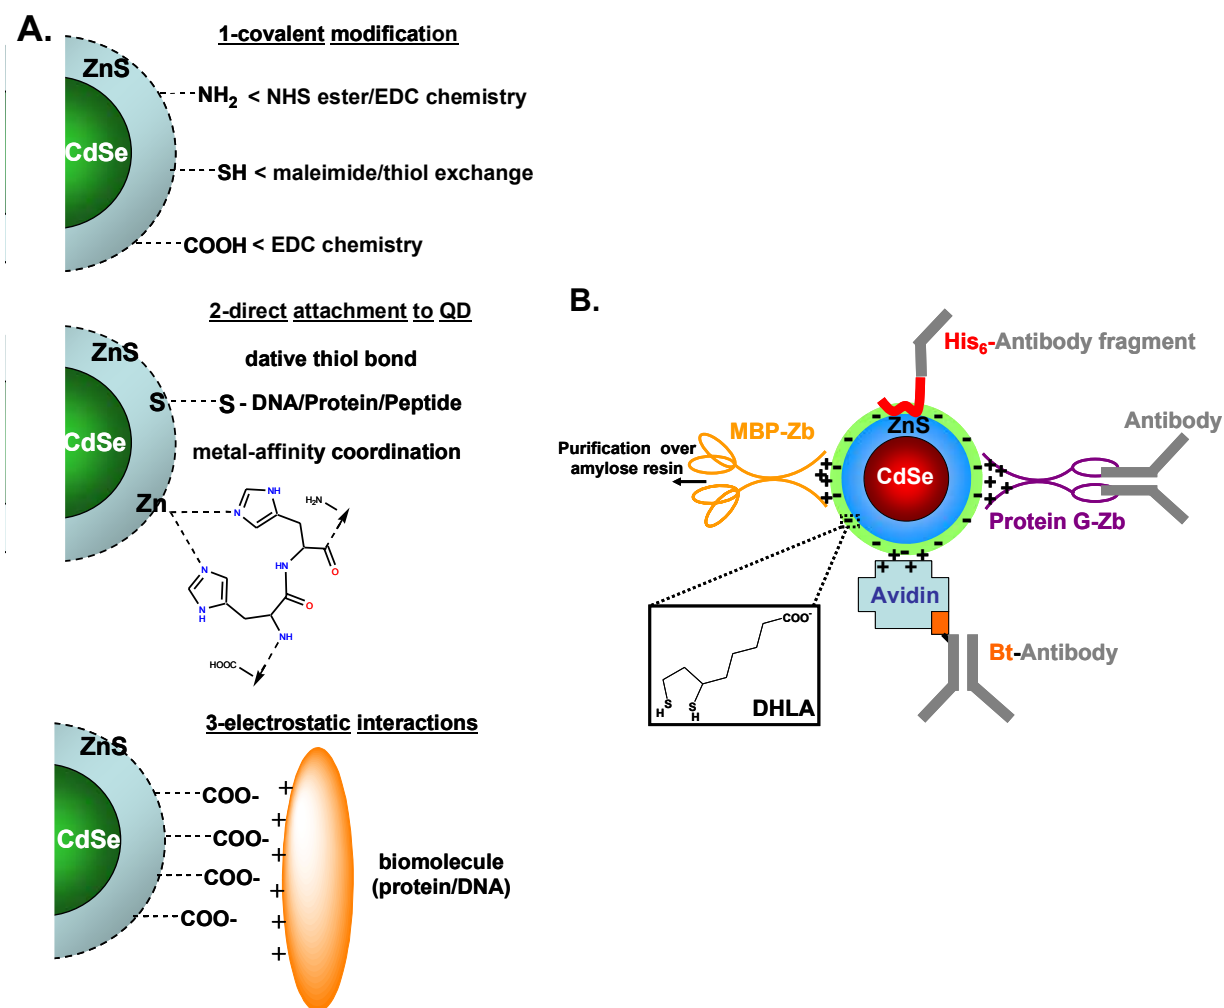 A.
1-covalent modification
ZnS
NH2 < NHS ester/EDC chemistry
CdSe
SH < maleimide/thiol exchange
COOH < EDC chemistry
2-direct attachment to QD
ZnS
dative thiol bond
S S - DNA/Protein/Peptide
CdSe
metal-affinity coordination
Zn
NH
N
H2N
HN
O
N
O
N
H
NH
HOOC
3-electrostatic interactions
ZnS
COO- +
+
CdSe COO-
+
COO-
+
COO- +
+
biomolecule
(protein/DNA)
B.
His6-Antibody fragment
ZnS
MBP-Zb
Antibody
Purification over
amylose resin
CdSe
Protein G-Zb
Avidin
COO-
Bt-Antibody
S
H
S
H
DHLA